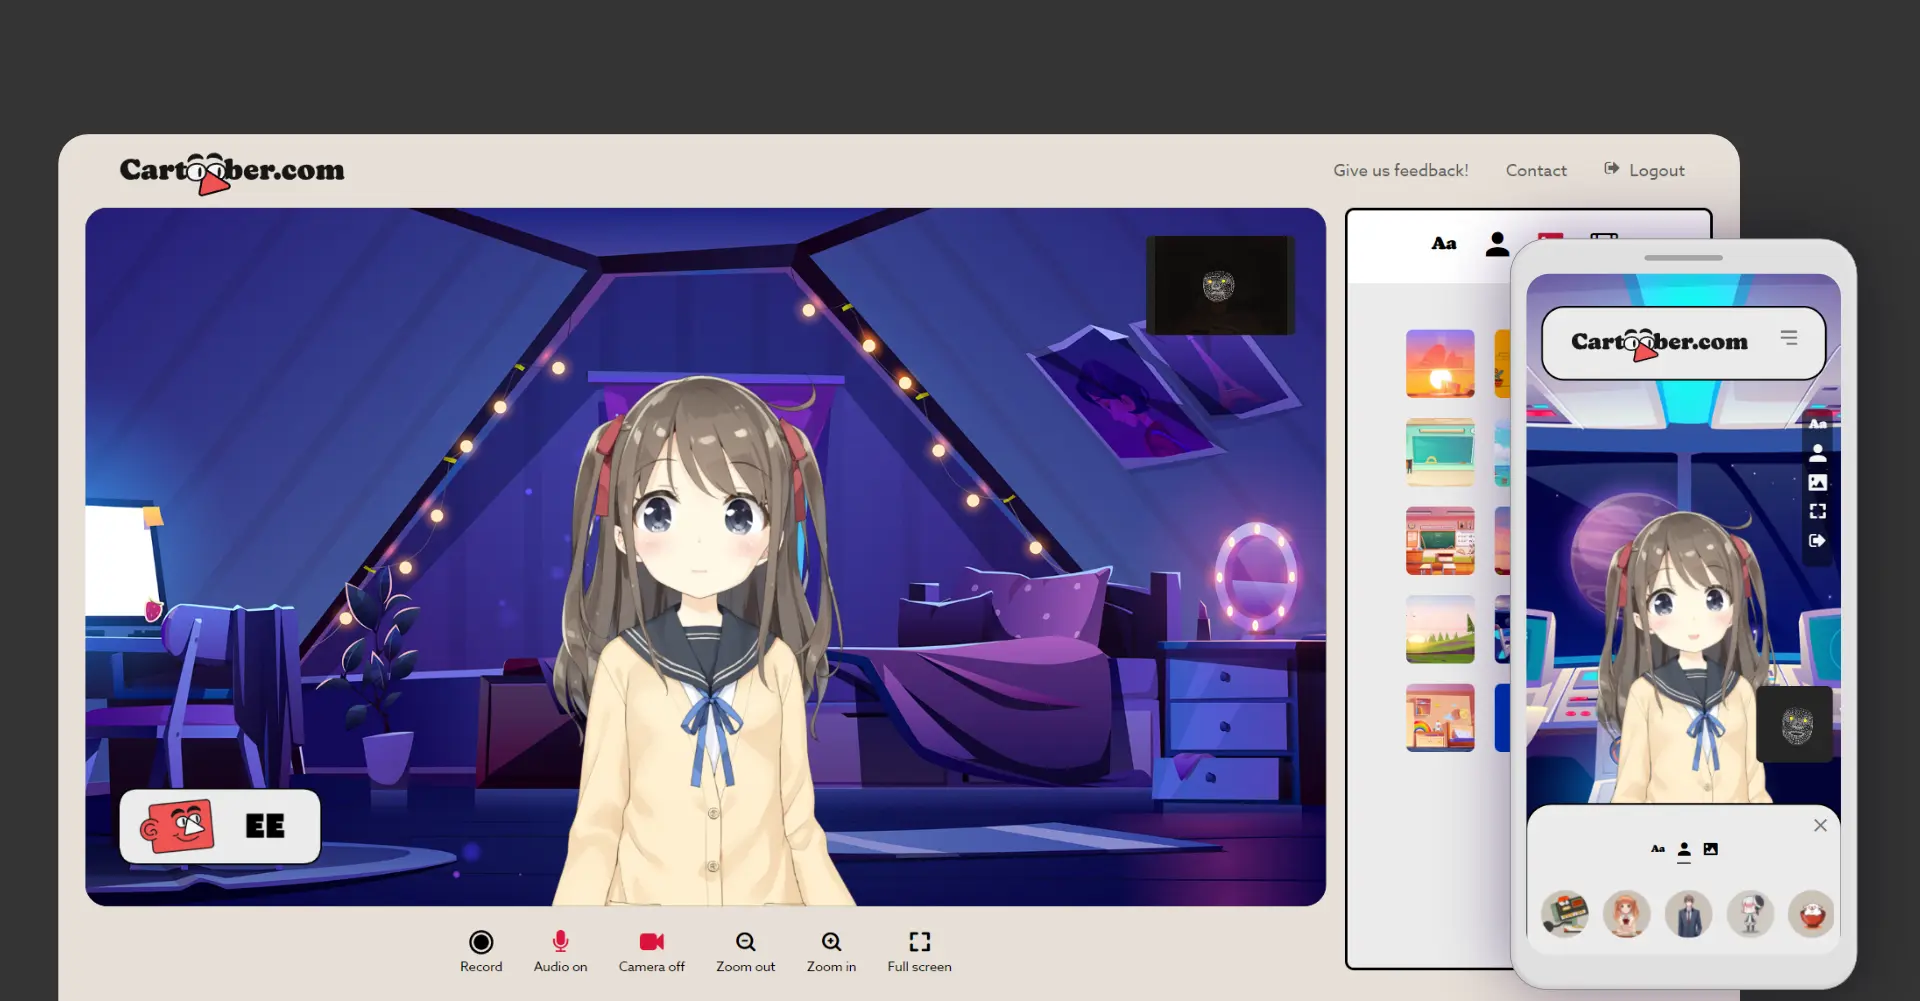 Cartoober.com
Give us feedback!
Contact
Logout
Aa
EE
Record
Audio on
Camera off
Zoom out
Zoom in
Full screen
Cartoober.com
Aa
Aa